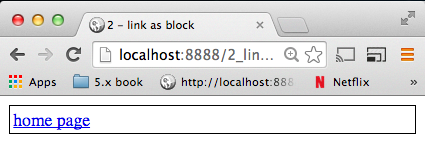 2 – link as block
localhost:8888/2_lin...
Apps 5.x book http://localhost:888 Netflix »
home page